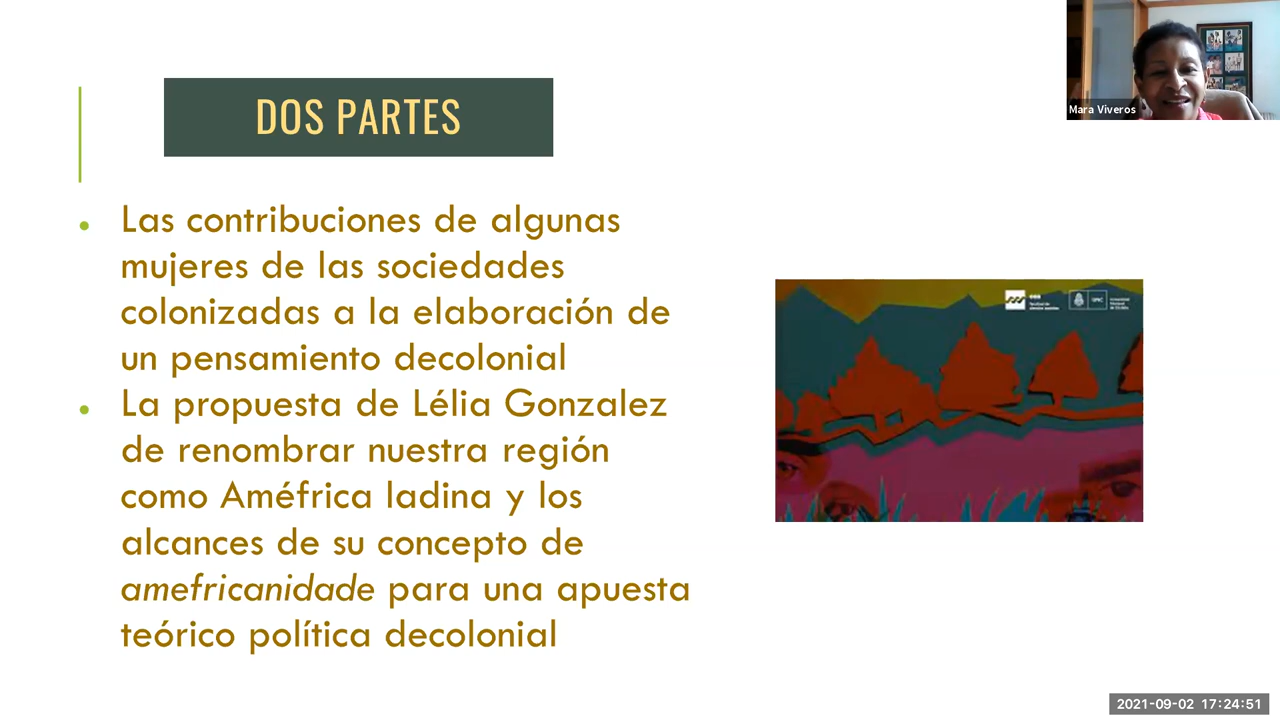 DOS PARTES
Mara Viveros
Las contribuciones de algunas
mujeres de las sociedades
colonizadas a la elaboración de
un pensamiento decolonial
La propuesta de Lélia Gonzalez
de renombrar nuestra región
como Améfrica ladina y los
alcances de su concepto de
amefricanidade para una apuesta
teórico política decolonial
2021-09-02 17:24:51